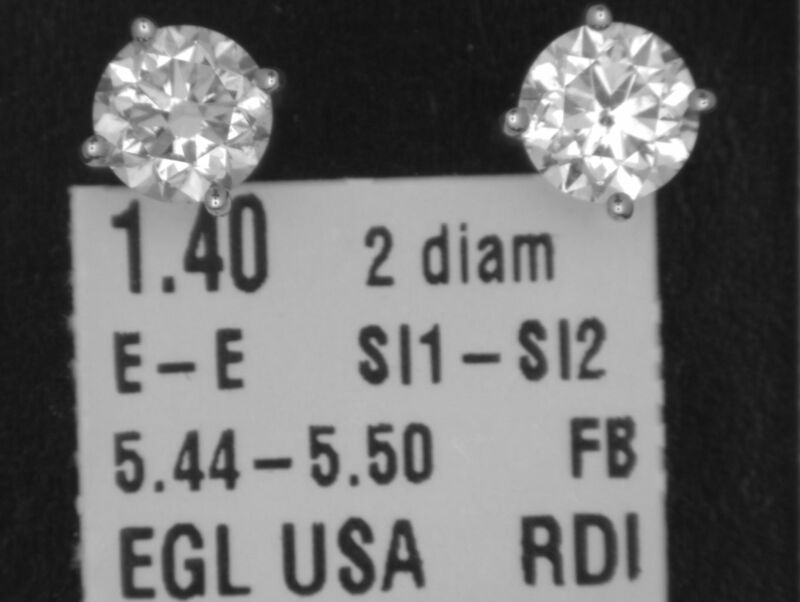 1.40 2 diam
E-E SI1-SI2
5.44-5.50 FB
EGL USA RDI